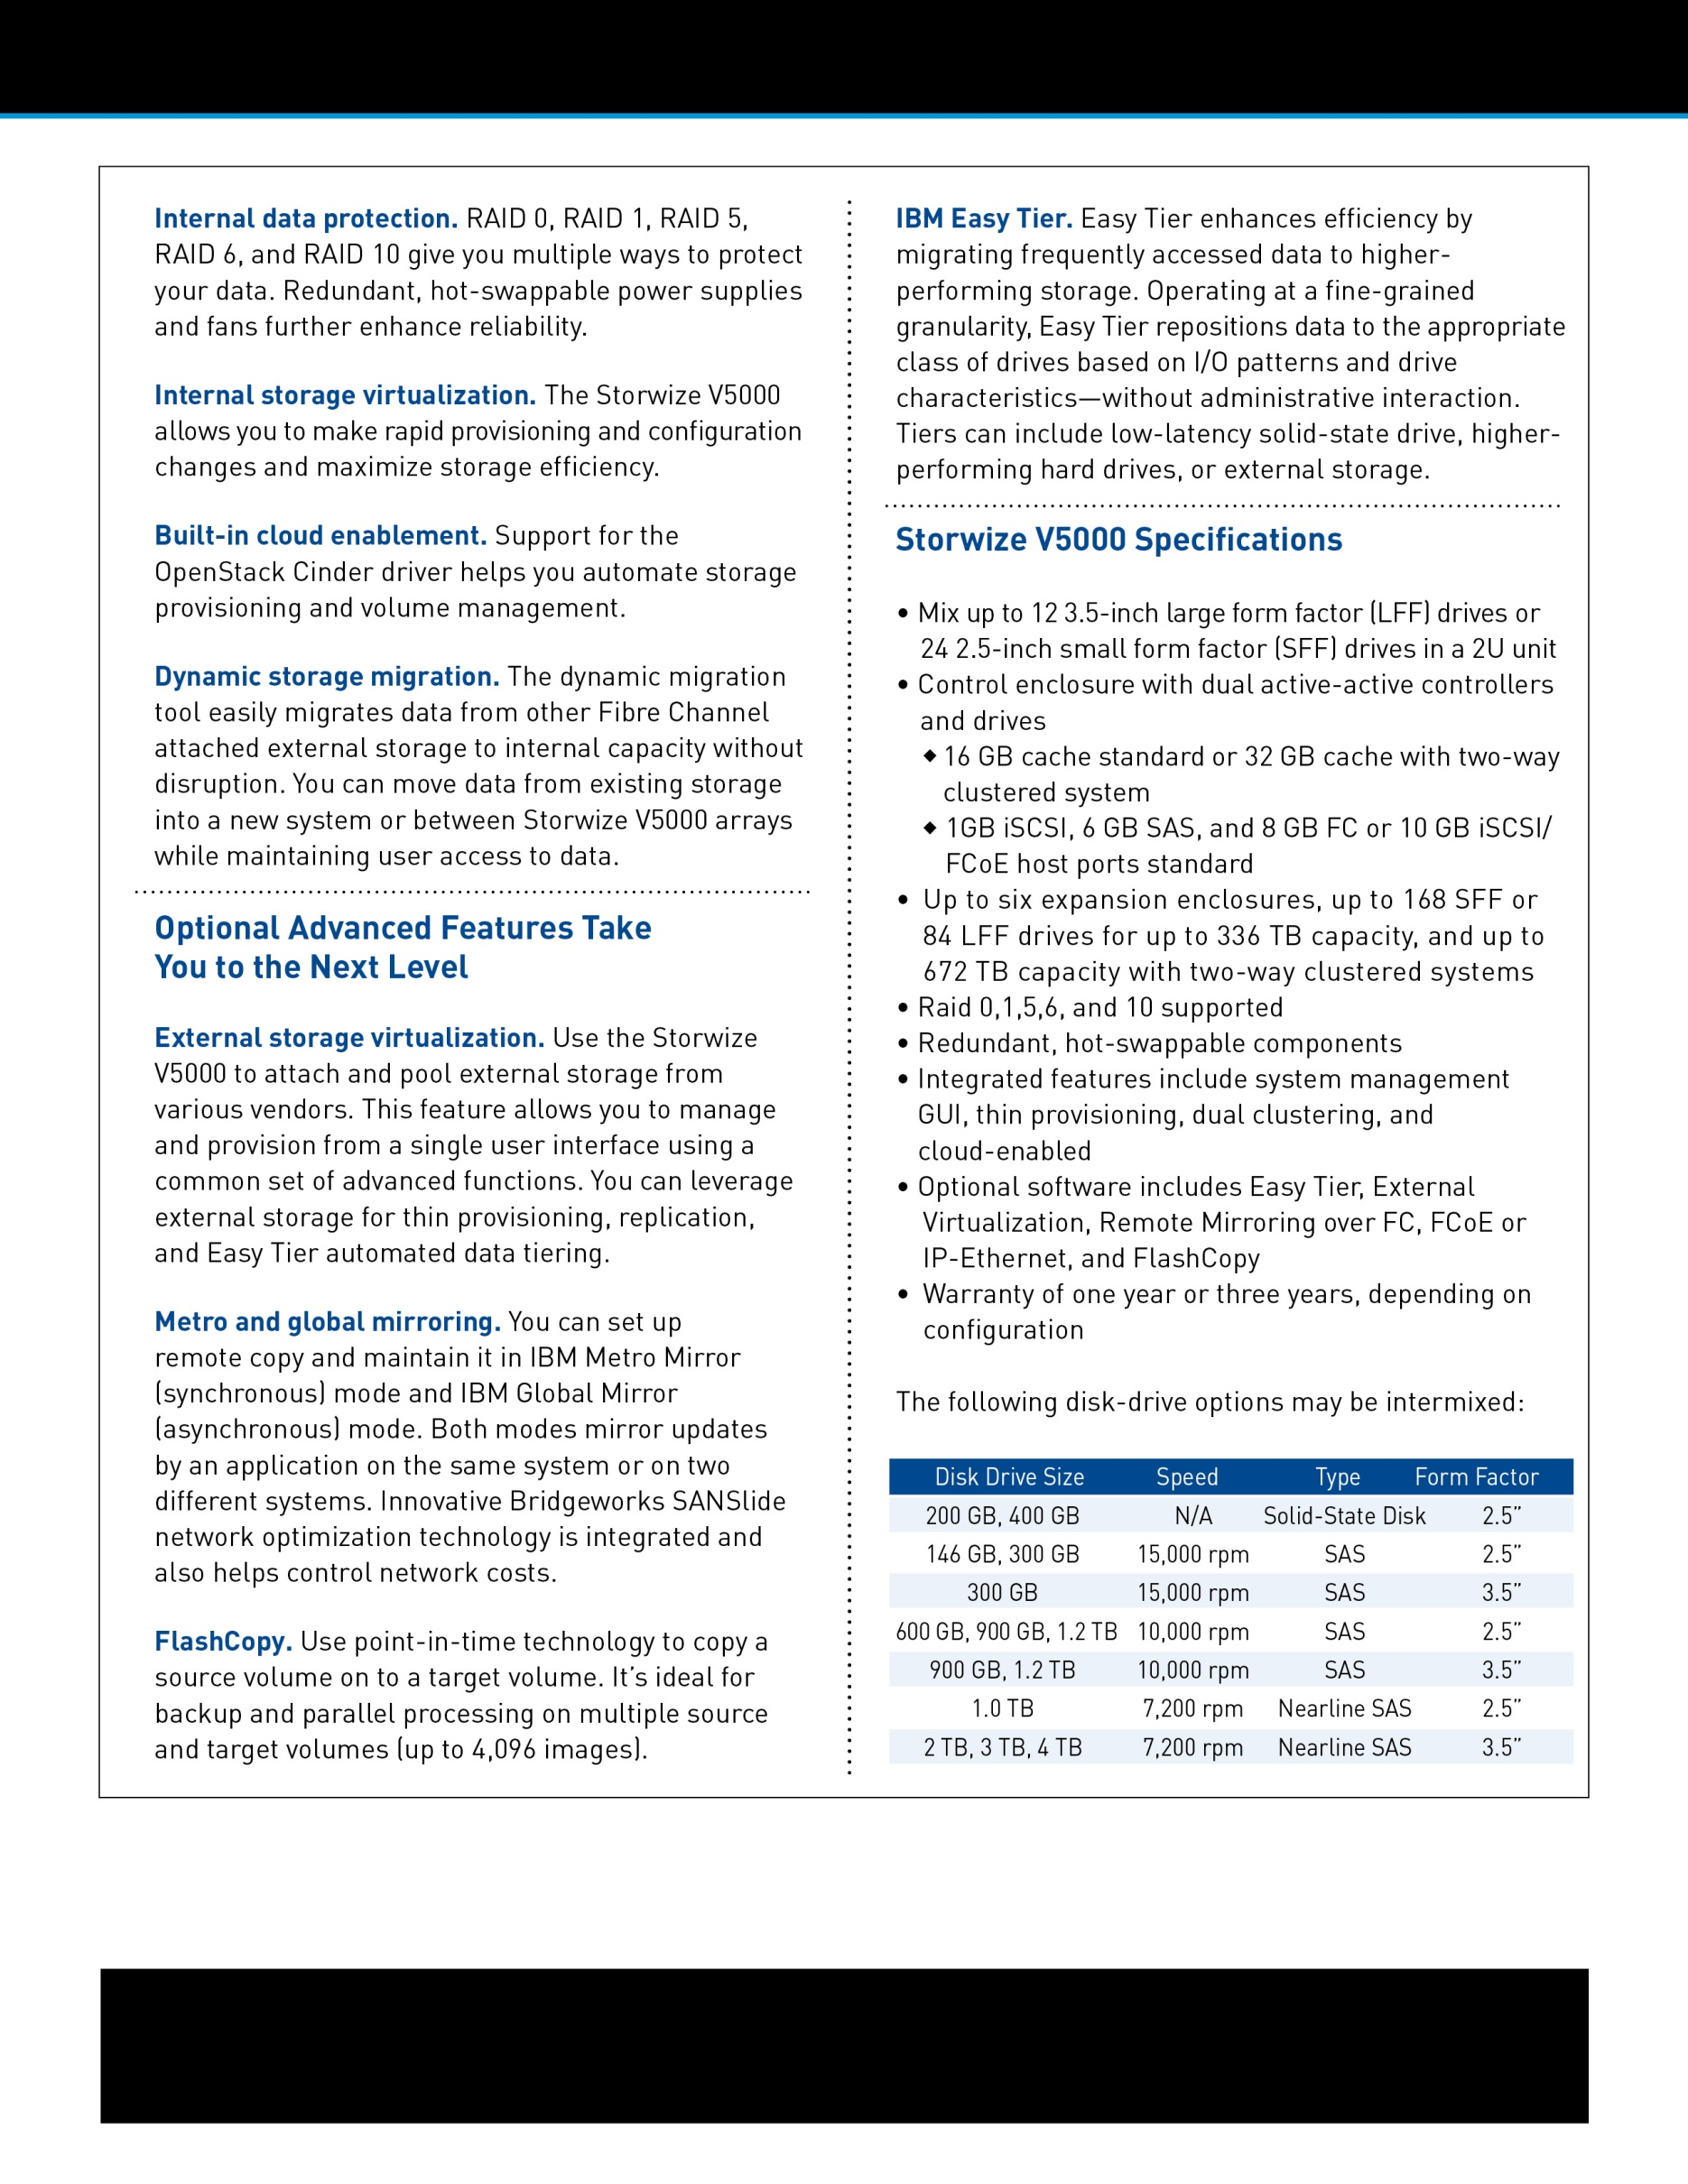 Internal data protection. RAID 0, RAID 1, RAID 5,
RAID 6, and RAID 10 give you multiple ways to protect
your data. Redundant, hot-swappable power supplies
and fans further enhance reliability.
Internal storage virtualization. The Storwize V5000
allows you to make rapid provisioning and configuration
changes and maximize storage efficiency.
Built-in cloud enablement. Support for the
OpenStack Cinder driver helps you automate storage
provisioning and volume management.
Dynamic storage migration. The dynamic migration
tool easily migrates data from other Fibre Channel
attached external storage to internal capacity without
disruption. You can move data from existing storage
into a new system or between Storwize V5000 arrays
while maintaining user access to data.
Optional Advanced Features Take
You to the Next Level
External storage virtualization. Use the Storwize
V5000 to attach and pool external storage from
various vendors. This feature allows you to manage
and provision from a single user interface using a
common set of advanced functions. You can leverage
external storage for thin provisioning, replication,
and Easy Tier automated data tiering.
Metro and global mirroring. You can set up
remote copy and maintain it in IBM Metro Mirror
(synchronous) mode and IBM Global Mirror
(asynchronous) mode. Both modes mirror updates
by an application on the same system or on two
different systems. Innovative Bridgeworks SANSlide
network optimization technology is integrated and
also helps control network costs.
FlashCopy. Use point-in-time technology to copy a
source volume on to a target volume. It's ideal for
backup and parallel processing on multiple source
and target volumes (up to 4,096 images).
IBM Easy Tier. Easy Tier enhances efficiency by
migrating frequently accessed data to higher-
performing storage. Operating at a fine-grained
granularity, Easy Tier repositions data to the appropriate
class of drives based on I/O patterns and drive
characteristics—without administrative interaction.
Tiers can include low-latency solid-state drive, higher-
performing hard drives, or external storage.
Storwize V5000 Specifications
• Mix up to 12 3.5-inch large form factor (LFF) drives or
24 2.5-inch small form factor (SFF) drives in a 2U unit
• Control enclosure with dual active-active controllers
and drives
◆ 16 GB cache standard or 32 GB cache with two-way
clustered system
◆ 1GB iSCSI, 6 GB SAS, and 8 GB FC or 10 GB iSCSI/
FCoE host ports standard
• Up to six expansion enclosures, up to 168 SFF or
84 LFF drives for up to 336 TB capacity, and up to
672 TB capacity with two-way clustered systems
• Raid 0,1,5,6, and 10 supported
• Redundant, hot-swappable components
• Integrated features include system management
GUI, thin provisioning, dual clustering, and
cloud-enabled
• Optional software includes Easy Tier, External
Virtualization, Remote Mirroring over FC, FCoE or
IP-Ethernet, and FlashCopy
• Warranty of one year or three years, depending on
configuration
The following disk-drive options may be intermixed:
Disk Drive Size Speed Type Form Factor
200 GB, 400 GB N/A Solid-State Disk 2.5”
146 GB, 300 GB 15,000 rpm SAS 2.5”
300 GB 15,000 rpm SAS 3.5”
600 GB, 900 GB, 1.2 TB 10,000 rpm SAS 2.5”
900 GB, 1.2 TB 10,000 rpm SAS 3.5”
1.0 TB 7,200 rpm Nearline SAS 2.5”
2 TB, 3 TB, 4 TB 7,200 rpm Nearline SAS 3.5”